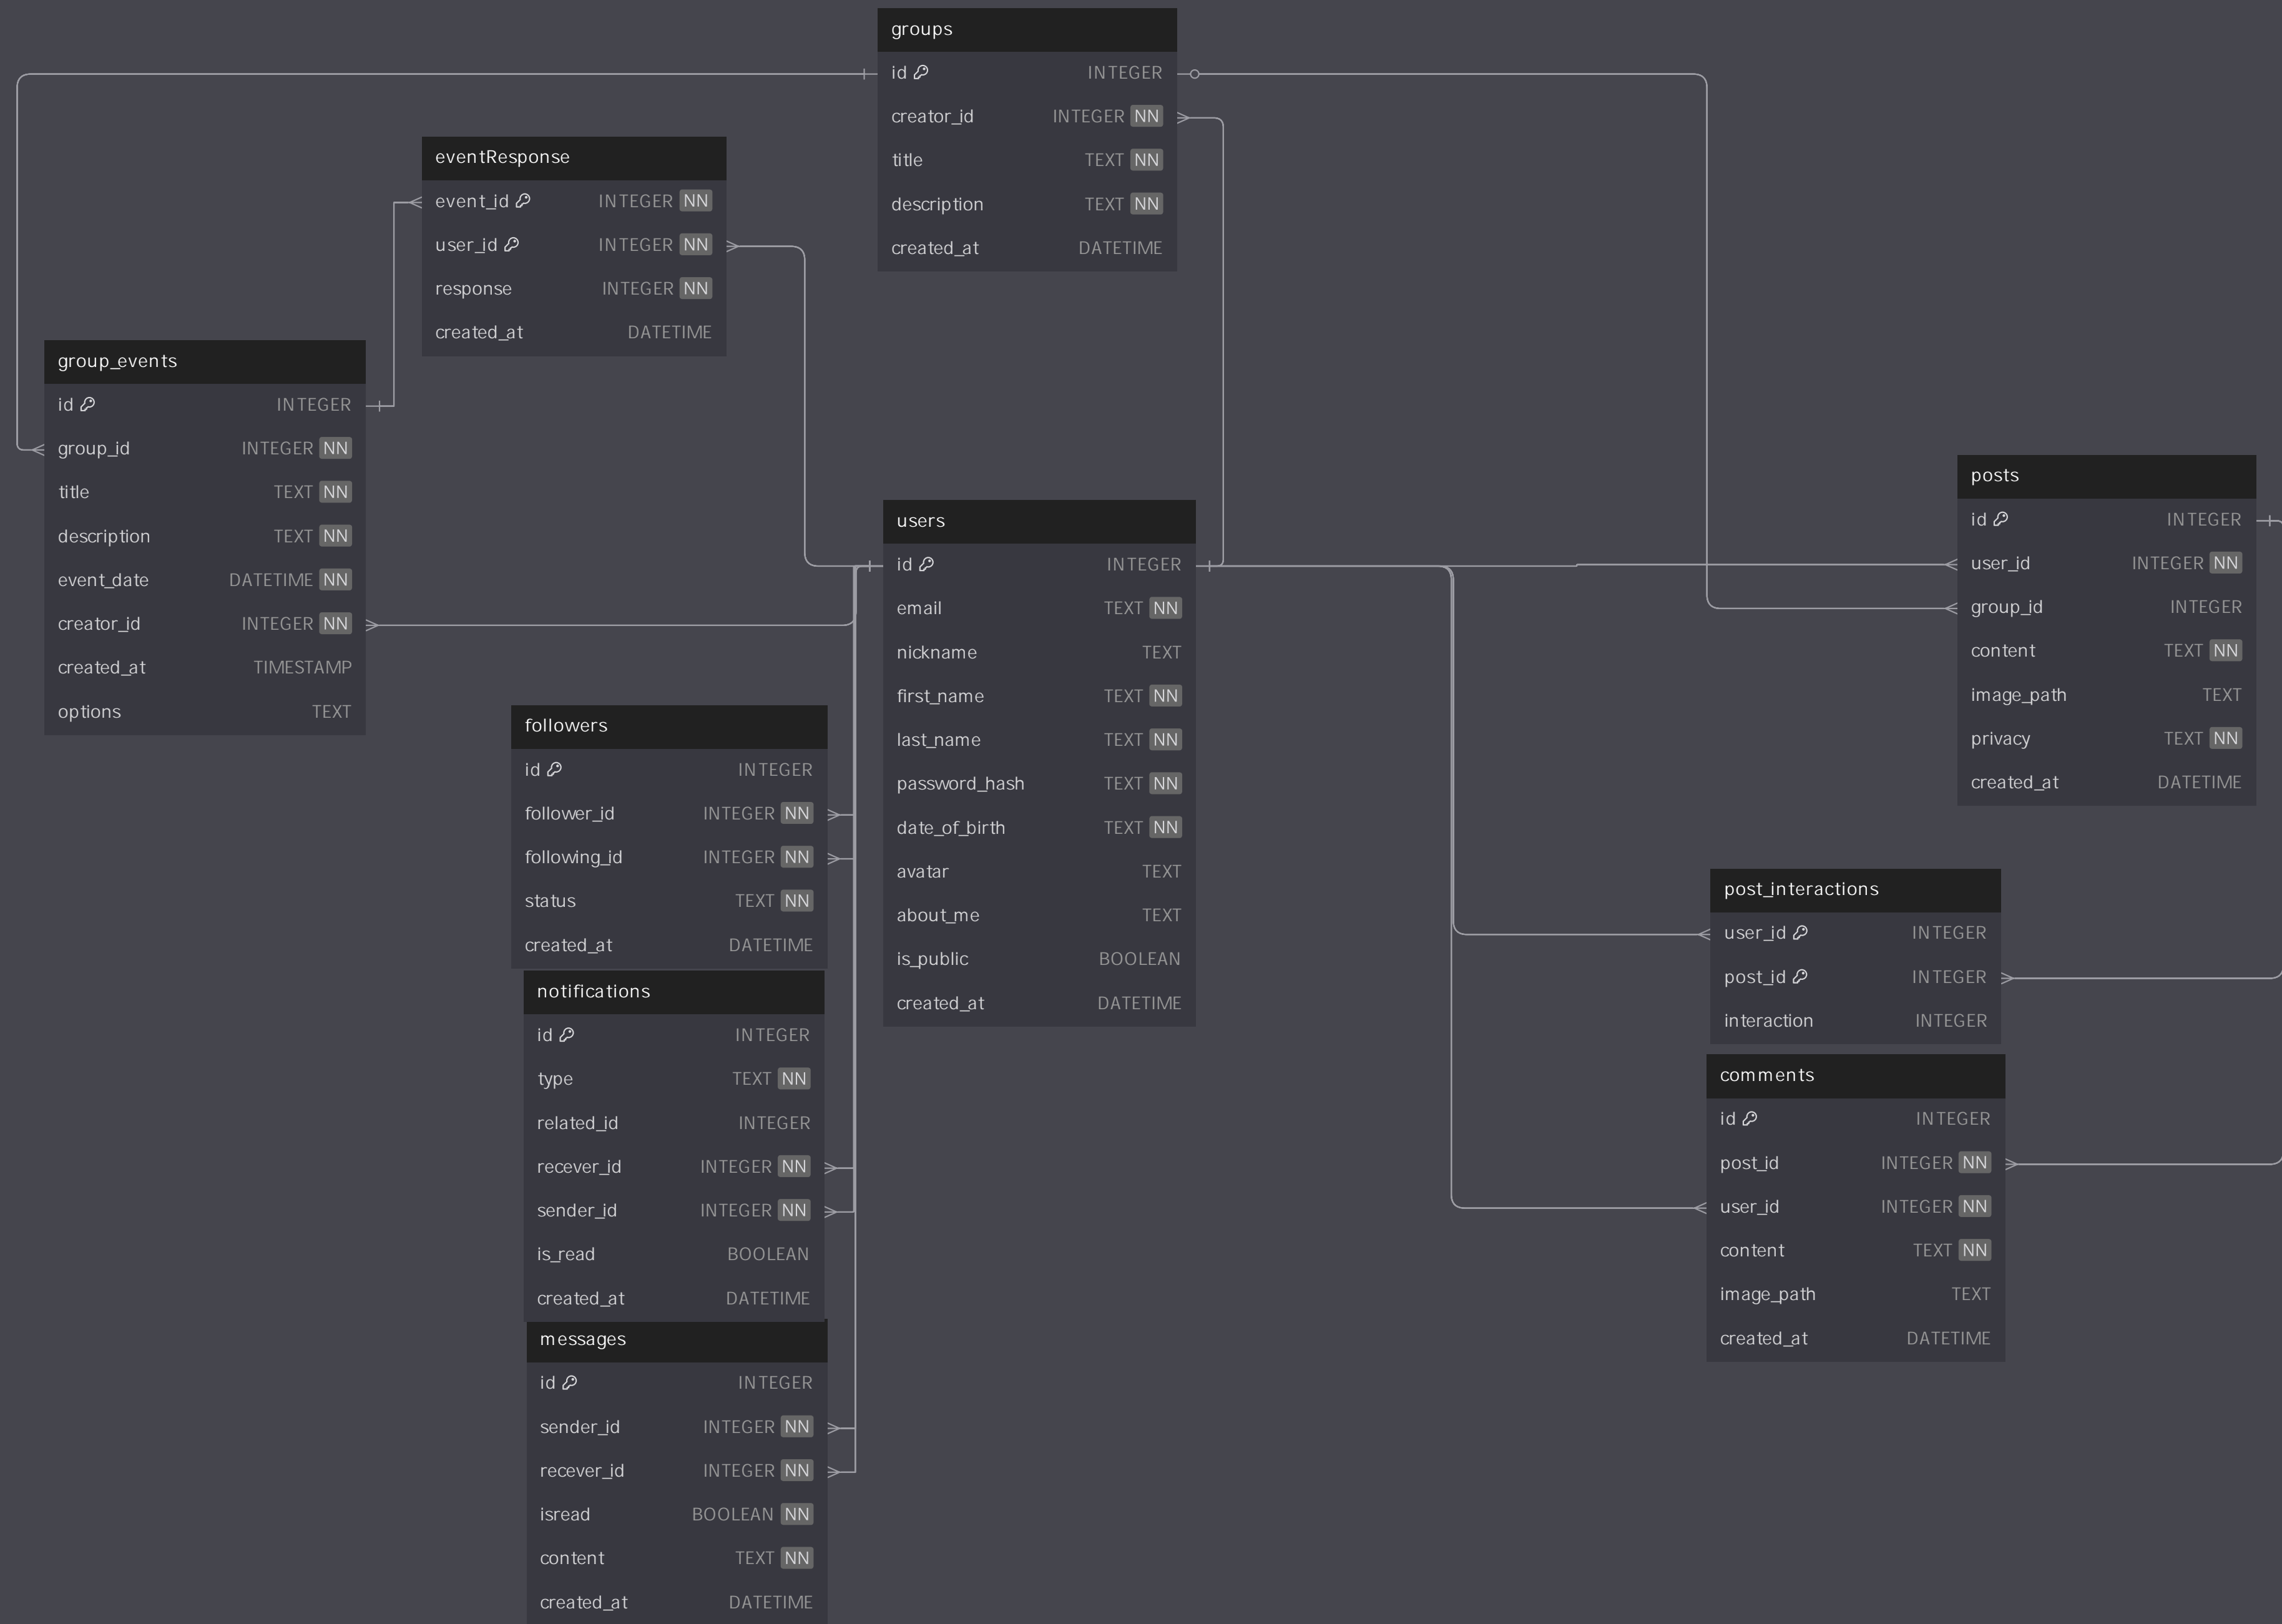 groups
id INTEGER
creator_id INTEGER NN
title TEXT NN
description TEXT NN
created_at DATETIME
eventResponse
event_id INTEGER NN
user_id INTEGER NN
response INTEGER NN
created_at DATETIME
group_events
id INTEGER
group_id INTEGER NN
title TEXT NN
description TEXT NN
event_date DATETIME NN
creator_id INTEGER NN
created_at TIMESTAMP
options TEXT
users
id INTEGER
email TEXT NN
nickname TEXT
first_name TEXT NN
last_name TEXT NN
password_hash TEXT NN
date_of_birth TEXT NN
avatar TEXT
about_me TEXT
is_public BOOLEAN
created_at DATETIME
posts
id INTEGER
user_id INTEGER NN
group_id INTEGER
content TEXT NN
image_path TEXT
privacy TEXT NN
created_at DATETIME
followers
id INTEGER
follower_id INTEGER NN
following_id INTEGER NN
status TEXT NN
created_at DATETIME
notifications
id INTEGER
type TEXT NN
related_id INTEGER
recever_id INTEGER NN
sender_id INTEGER NN
is_read BOOLEAN
created_at DATETIME
messages
id INTEGER
sender_id INTEGER NN
recever_id INTEGER NN
isread BOOLEAN NN
content TEXT NN
created_at DATETIME
post_interactions
user_id INTEGER
post_id INTEGER
interaction INTEGER
comments
id INTEGER
post_id INTEGER NN
user_id INTEGER NN
content TEXT NN
image_path TEXT
created_at DATETIME